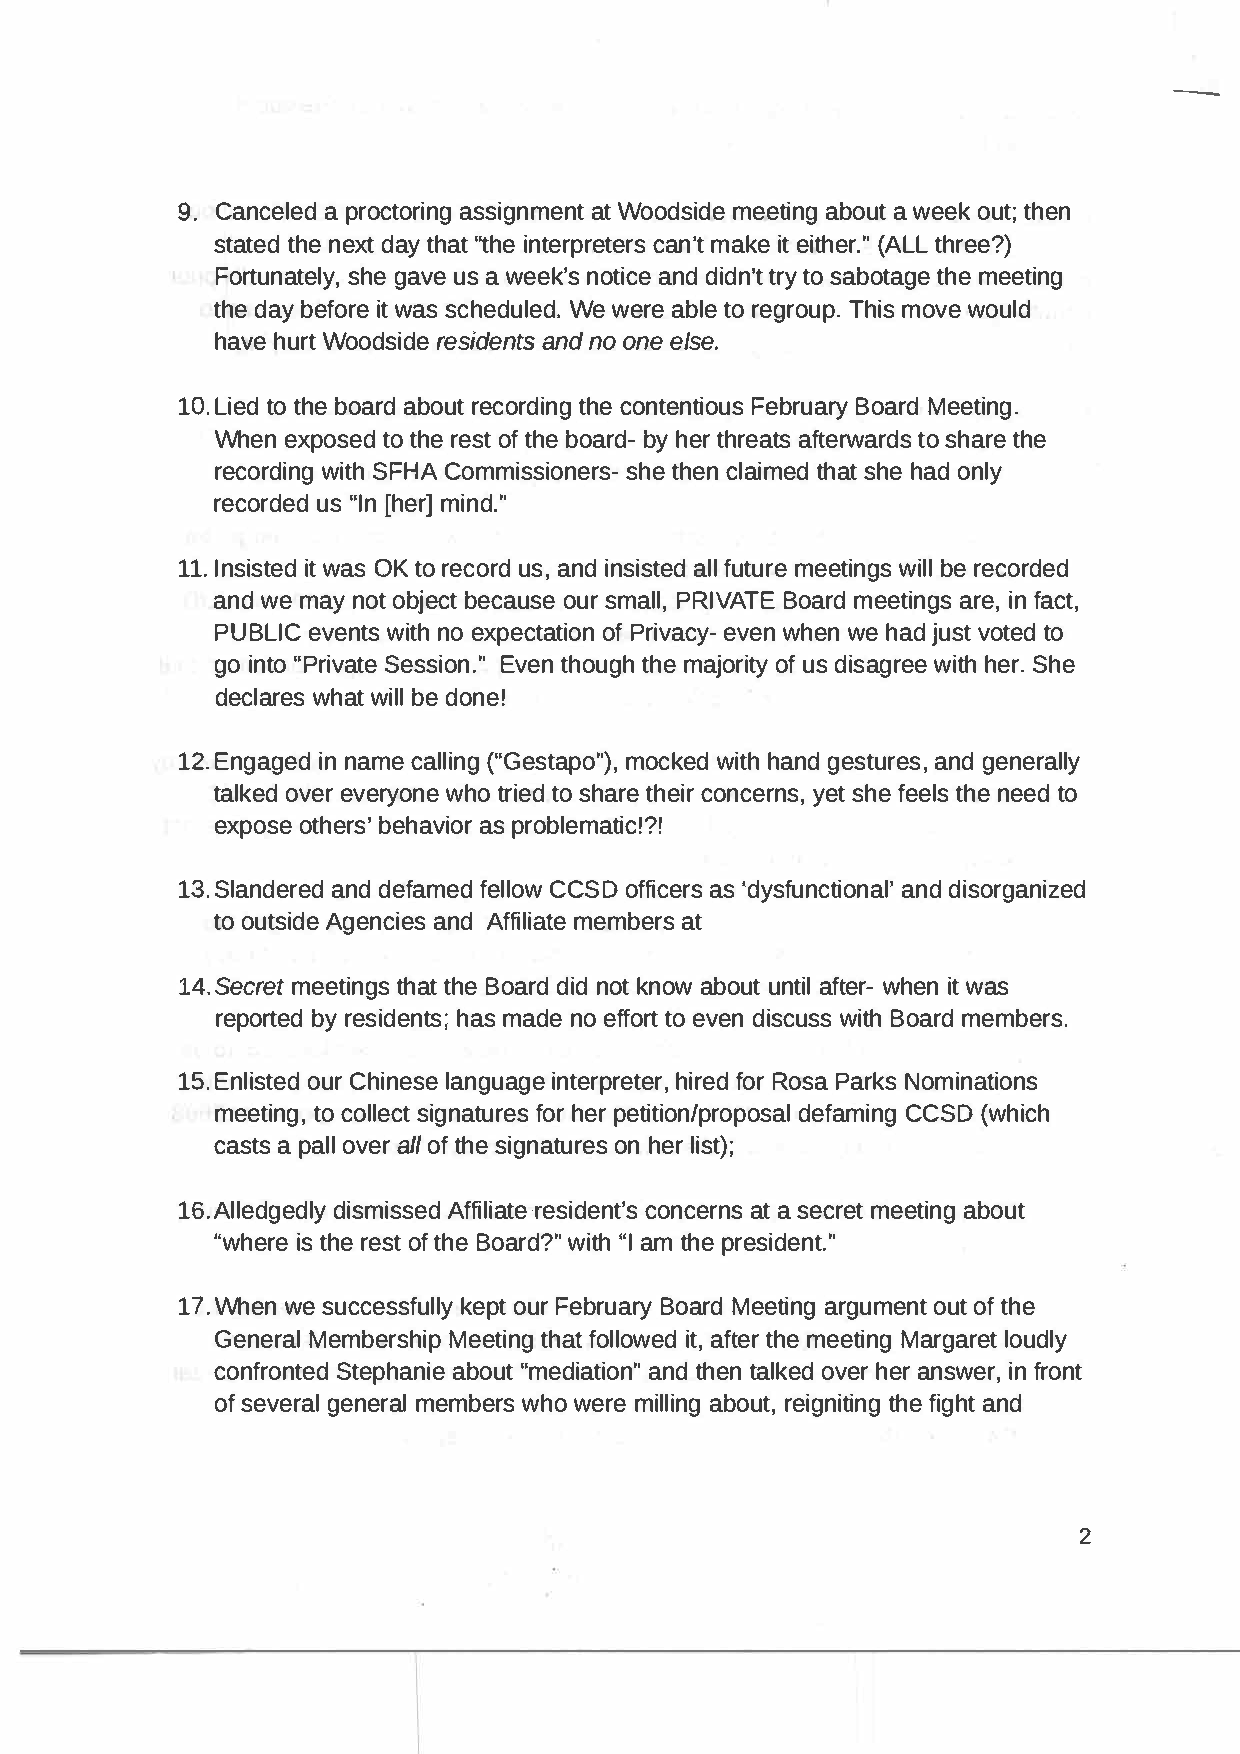 9. Canceled a proctoring assignment at Woodside meeting about a week out; then
stated the next day that "the interpreters can't make it either." (ALL three?)
Fortunately, she gave us a week's notice and didn't try to sabotage the meeting
the day before it was scheduled. We were able to regroup. This move would
have hurt Woodside residents and no one else.
10. Lied to the board about recording the contentious February Board Meeting.
When exposed to the rest of the board- by her threats afterwards to share the
recording with SFHA Commissioners- she then claimed that she had only
recorded us "In [her] mind."
11. Insisted it was OK to record us, and insisted all future meetings will be recorded
and we may not object because our small, PRIVATE Board meetings are, in fact,
PUBLIC events with no expectation of Privacy- even when we had just voted to
go into "Private Session." Even though the majority of us disagree with her. She
declares what will be done!
12. Engaged in name calling ("Gestapo"), mocked with hand gestures, and generally
talked over everyone who tried to share their concerns, yet she feels the need to
expose others' behavior as problematic!?!
13. Slandered and defamed fellow CCSD officers as 'dysfunctional' and disorganized
to outside Agencies and Affiliate members at
14. Secret meetings that the Board did not know about until after- when it was
reported by residents; has made no effort to even discuss with Board members.
15. Enlisted our Chinese language interpreter, hired for Rosa Parks Nominations
meeting, to collect signatures for her petition/proposal defaming CCSD (which
casts a pall over all of the signatures on her list);
16. Alledgedly dismissed Affiliate resident's concerns at a secret meeting about
"where is the rest of the Board?" with "I am the president."
17. When we successfully kept our February Board Meeting argument out of the
General Membership Meeting that followed it, after the meeting Margaret loudly
confronted Stephanie about "mediation" and then talked over her answer, in front
of several general members who were milling about, reigniting the fight and
2